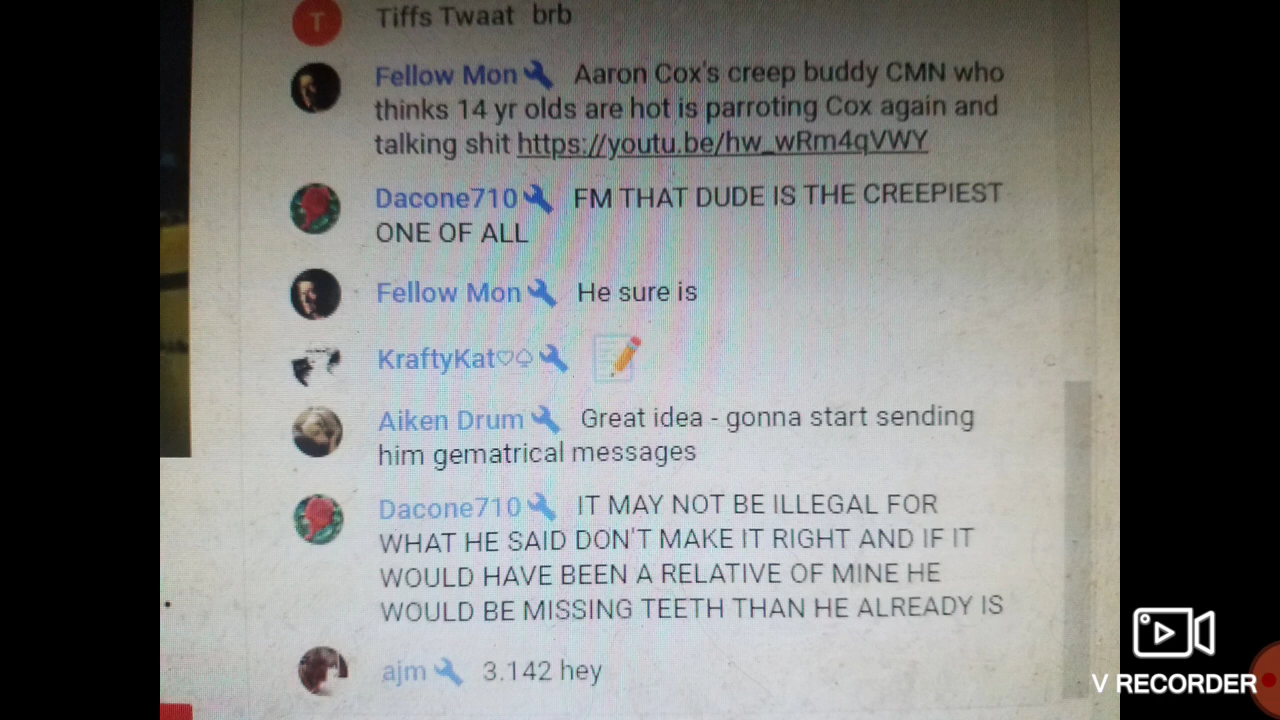 T Tiffs Twaat brb
Fellow Mon Aaron Cox's creep buddy CMN who
thinks 14 yr olds are hot is parroting Cox again and
talking shit https://youtu.be/hw_wRm4qVWY
Dacone710 FM THAT DUDE IS THE CREEPIEST
ONE OF ALL
Fellow Mon He sure is
KraftyKat♡♤
Aiken Drum Great idea - gonna start sending
him gematrical messages
Dacone710 IT MAY NOT BE ILLEGAL FOR
WHAT HE SAID DON'T MAKE IT RIGHT AND IF IT
WOULD HAVE BEEN A RELATIVE OF MINE HE
WOULD BE MISSING TEETH THAN HE ALREADY IS
ajm 3.142 hey
V RECORDER